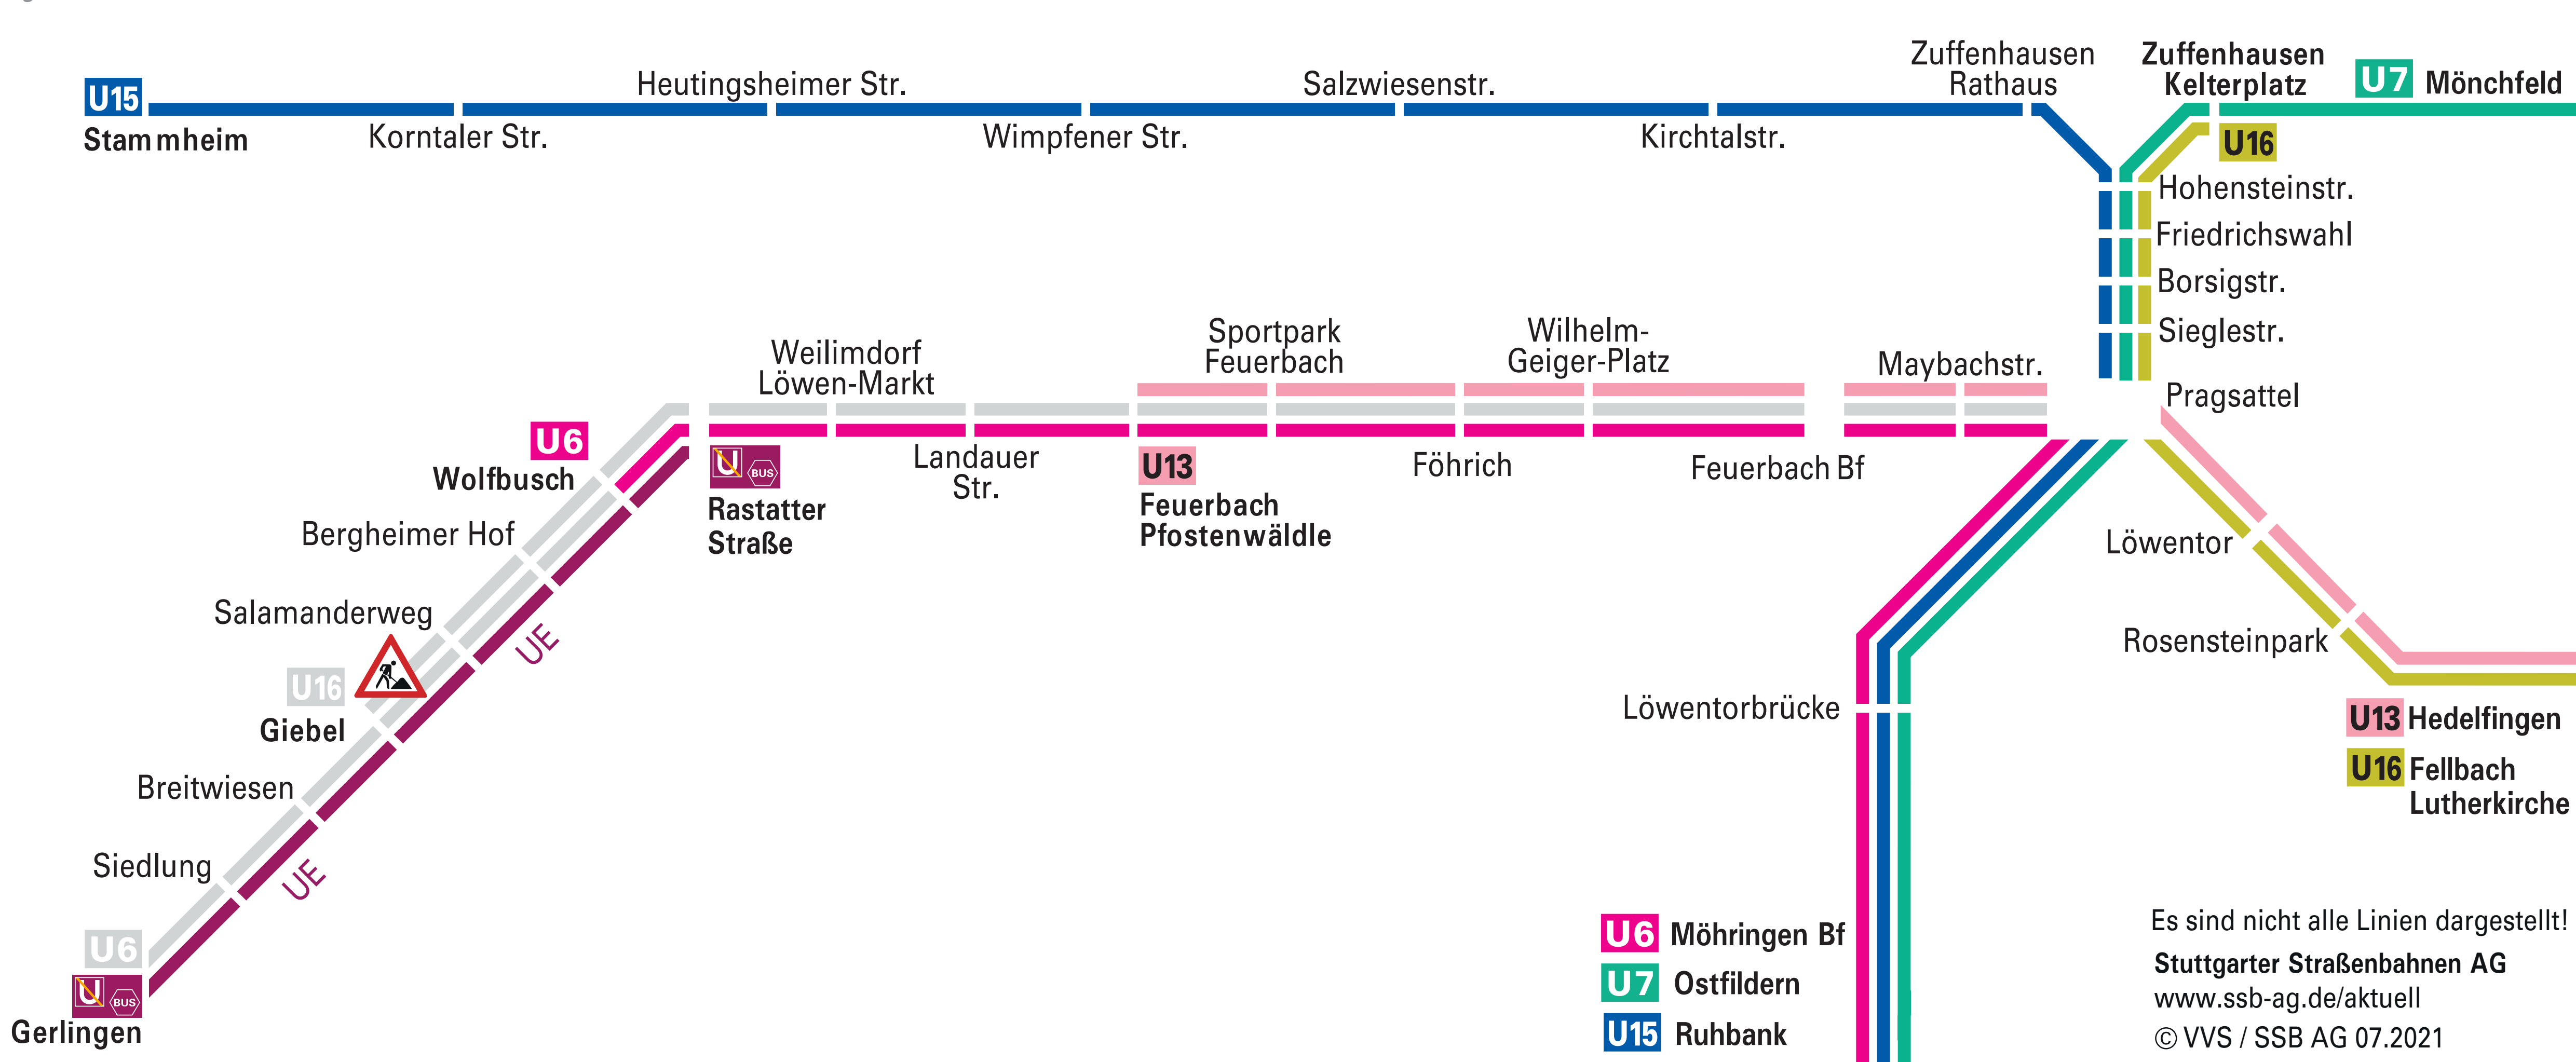 U15
Stammheim
Korntaler Str.
Heutingsheimer Str.
Wimpfener Str.
Salzwiesenstr.
Kirchtalstr.
Zuffenhausen
Rathaus
Zuffenhausen
Kelterplatz
U7 Mönchfeld
U16
Hohensteinstr.
Friedrichswahl
Borsigstr.
Sieglestr.
Pragsattel
Weilimdorf
Löwen-Markt
Sportpark
Feuerbach
Wilhelm-
Geiger-Platz
Maybachstr.
U6
Wolfbusch
U BUS
Rastatter
Straße
Landauer
Str.
U13
Feuerbach
Pfostenwäldle
Föhrich
Feuerbach Bf
Bergheimer Hof
Salamanderweg
UE
U16
Giebel
Breitwiesen
Siedlung
UE
U6
U BUS
Gerlingen
Löwentor
Rosensteinpark
Löwentorbrücke
U13 Hedelfingen
U16 Fellbach
Lutherkirche
U6 Möhringen Bf
U7 Ostfildern
U15 Ruhbank
Es sind nicht alle Linien dargestellt!
Stuttgarter Straßenbahnen AG
www.ssb-ag.de/aktuell
© VVS / SSB AG 07.2021